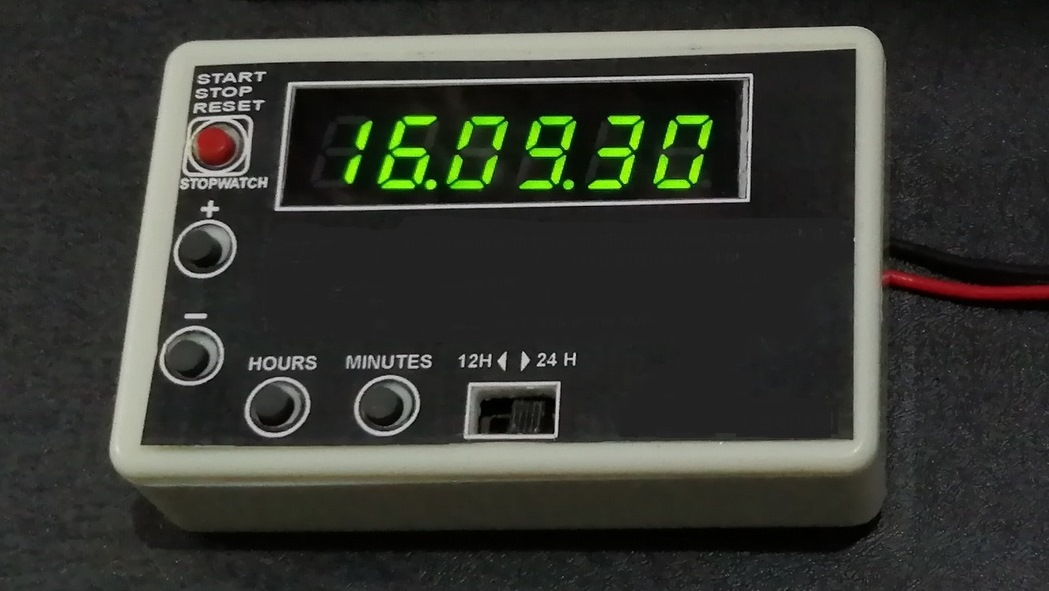 START
STOP
RESET
16.09.30
STOPWATCH
+
−
HOURS MINUTES 12H ◀ ▶ 24 H